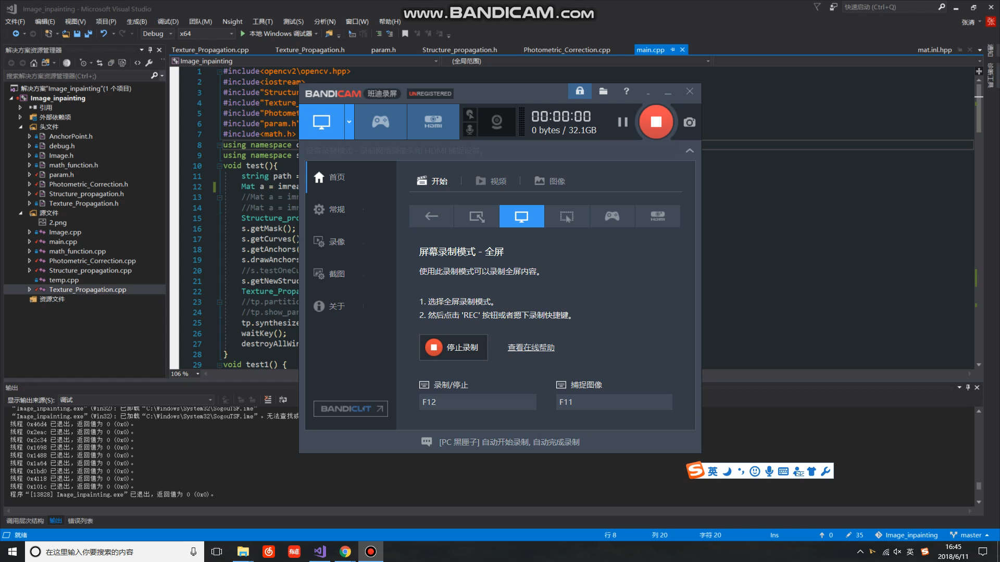 Image_inpainting - Microsoft Visual Studio
www.BANDICAM.com
快速启动 (Ctrl+Q)
文件(F) 编辑(E) 视图(V) 项目(P) 生成(B) 调试(D) 团队(M) Nsight 工具(T) 测试(S) 分析(N) 窗口(W) 帮助(H)
张清 张
Debug x64 本地 Windows 调试器
解决方案资源管理器
Texture_Propagation.cpp Texture_Propagation.h param.h Structure_propagation.h Photometric_Correction.cpp main.cpp mat.inl.hpp
通知
诊断工具
Image_inpainting (全局范围)
搜索解决方案资源管理器(Ctrl+;)
解决方案"Image_inpainting"(1 个项目)
Image_inpainting
引用
外部依赖项
头文件
AnchorPoint.h
debug.h
Image.h
math_function.h
param.h
Photometric_Correction.h
Structure_propagation.h
Texture_Propagation.h
源文件
2.png
Image.cpp
main.cpp
math_function.cpp
Photometric_Correction.cpp
Structure_propagation.cpp
temp.cpp
Texture_Propagation.cpp
资源文件
1 #include<opencv2\opencv.hpp>
2 #include<iostream>
3 #include"Structur
4 #include"Texture_
5 #include"Photomet
6 #include"param.h"
7 #include<math.h>
8 using namespace c
9 using namespace s
10 void test(){
11 string path =
12 Mat a = imrea
13 //Mat a = imr
14 //Mat a = imr
15 Structure_pro
16 s.getMask();
17 s.getCurves()
18 s.getAnchors(
19 s.drawAnchors
20 //s.testOneCu
21 s.getNewStruc
22 Texture_Propa
23 //tp.partitic
24 //tp.show_par
25 tp.synthesize
26 waitKey();
27 destroyAllWin
28 }
29 void test1() {
106 %
BANDICAM 班迪录屏 UNREGISTERED
HDMI
00:00:00
0 bytes / 32.1GB
设备录制模式 - 录制网络摄像头和 HDMI 捕捉设备。
首页
常规
录像
截图
关于
BANDICUT
开始 视频 图像
HDMI
屏幕录制模式 - 全屏
使用此录制模式可以录制全屏内容。
1. 选择全屏录制模式。
2. 然后点击 'REC' 按钮或者摁下录制快捷键。
停止录制 查看在线帮助
录制/停止 捕捉图像
F12 F11
[PC 黑匣子] 自动开始录制, 自动完成录制
英
输出
显示输出来源(S): 调试
“Image_inpainting.exe”(Win32): 已卸载“C:\Windows\System32\SogouTSF.ime”
“Image_inpainting.exe”(Win32): 已加载“C:\Windows\System32\SogouTSF.ime”。无法查找或
线程 0x46d4 已退出，返回值为 0 (0x0)。
线程 0x2eac 已退出，返回值为 0 (0x0)。
线程 0x2c34 已退出，返回值为 0 (0x0)。
线程 0x1698 已退出，返回值为 0 (0x0)。
线程 0x1488 已退出，返回值为 0 (0x0)。
线程 0x1a64 已退出，返回值为 0 (0x0)。
线程 0x1bd0 已退出，返回值为 0 (0x0)。
线程 0x4118 已退出，返回值为 0 (0x0)。
线程 0x101c 已退出，返回值为 0 (0x0)。
程序“[13828] Image_inpainting.exe”已退出，返回值为 0 (0x0)。
调用层次结构 输出 错误列表
就绪 行 8 列 20 字符 20 Ins 0 35 Image_inpainting master
在这里输入你要搜索的内容
有道
英
16:45
2018/6/11